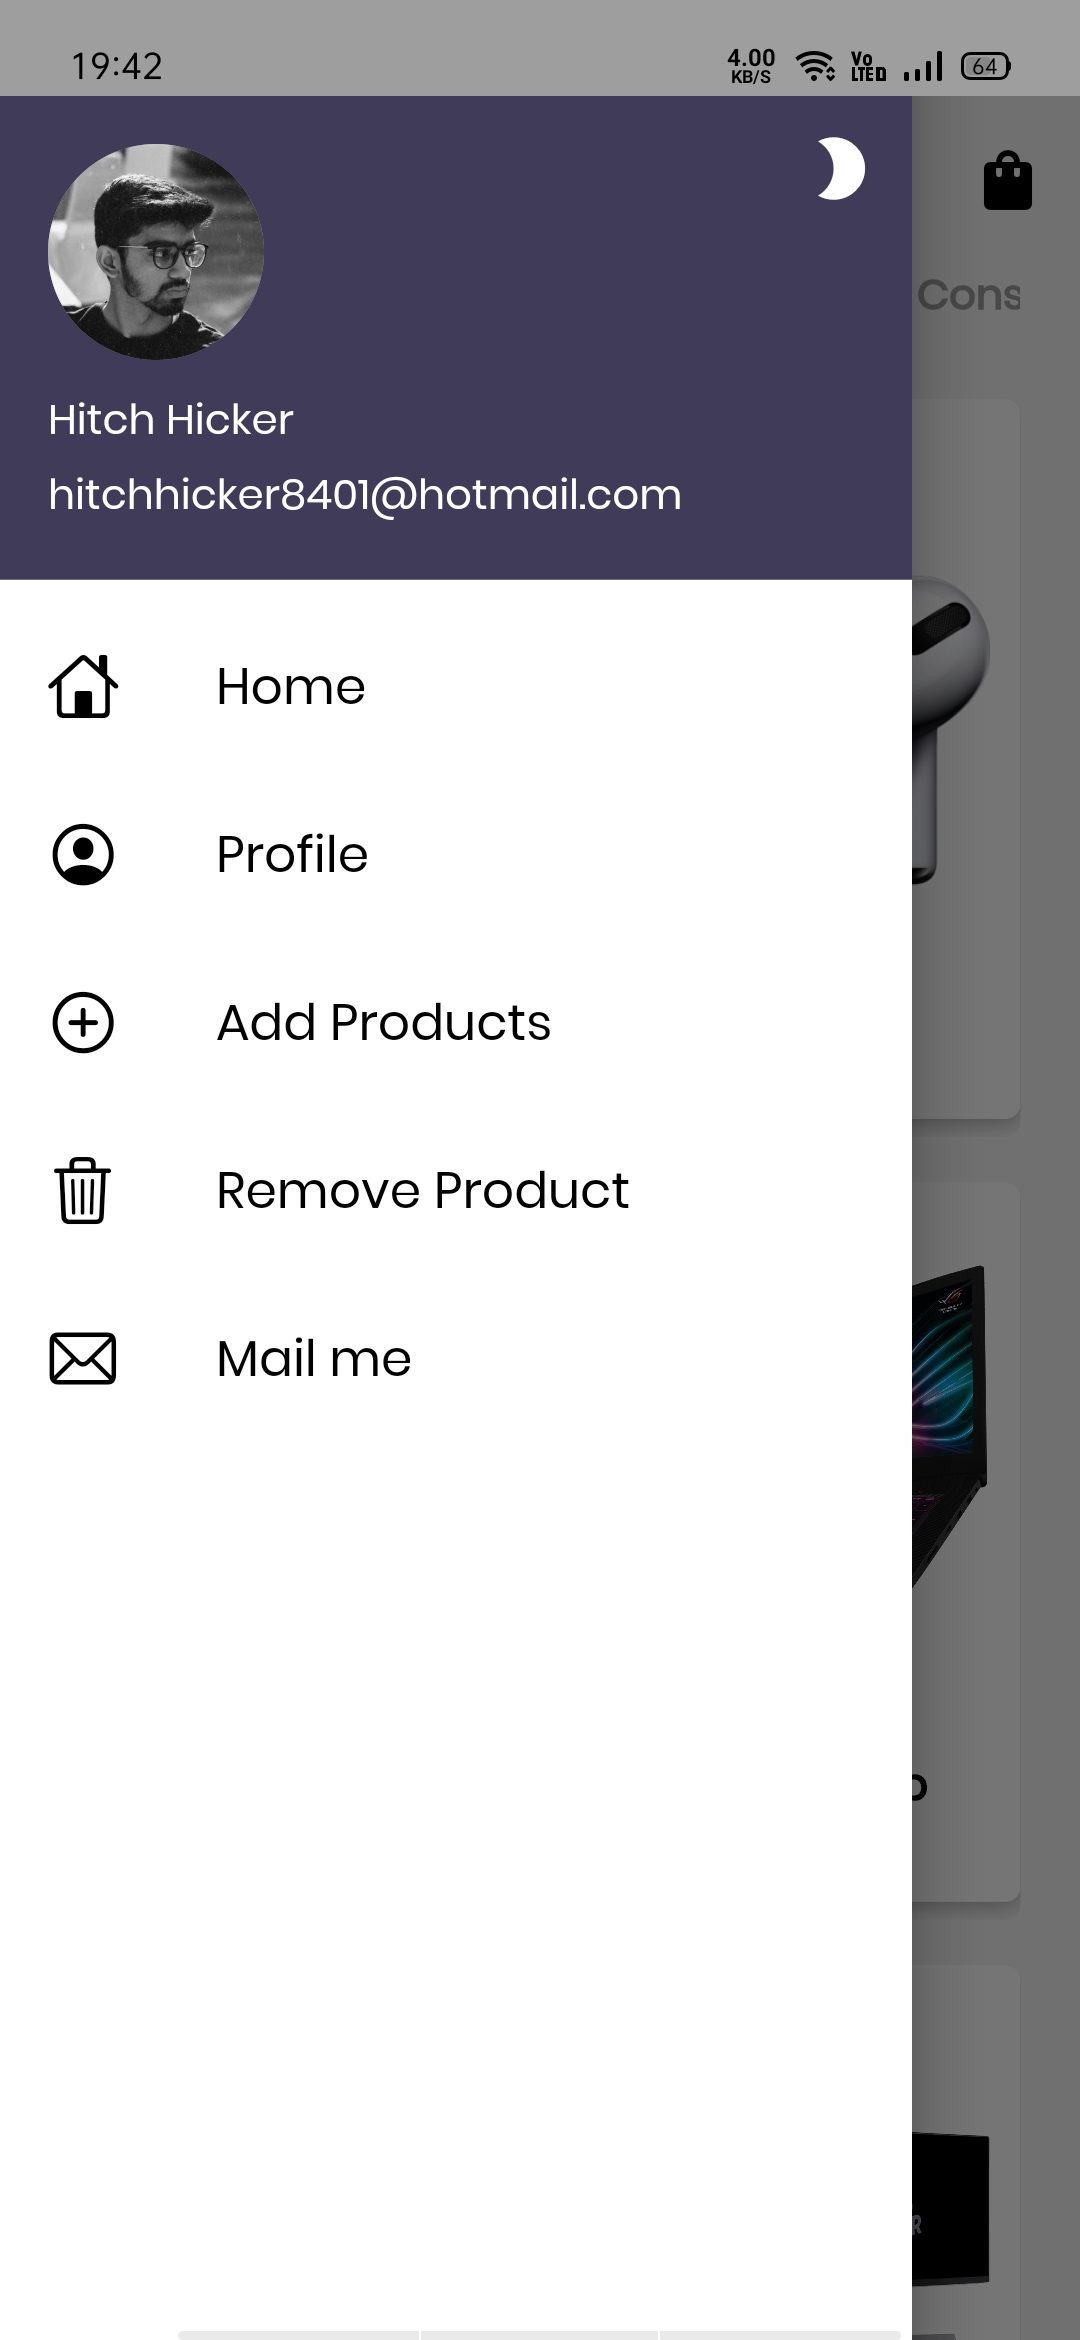 19:42
4.00
KB/S
Vo
LTE D
64
Cons
Hitch Hicker
hitchhicker8401@hotmail.com
Home
Profile
Add Products
Remove Product
Mail me